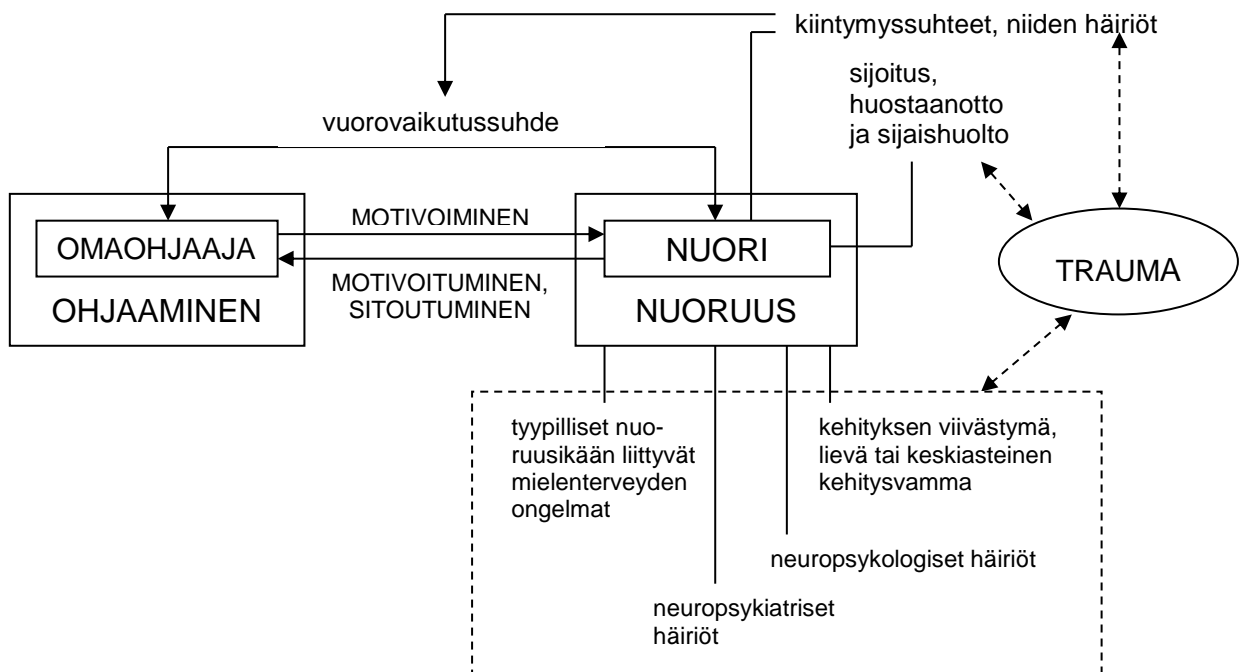 kiintymyssuhteet, niiden häiriöt
sijoitus,
huostaanotto
ja sijaishuolto
vuorovaikutussuhde
MOTIVOIMINEN
OMAOHJAAJA
NUORI
TRAUMA
MOTIVOITUMINEN,
SITOUTUMINEN
OHJAAMINEN
NUORUUS
tyypilliset nuo-
ruusikään liittyvät
mielenterveyden
ongelmat
kehityksen viivästymä,
lievä tai keskiasteinen
kehitysvamma
neuropsykologiset häiriöt
neuropsykiatriset
häiriöt